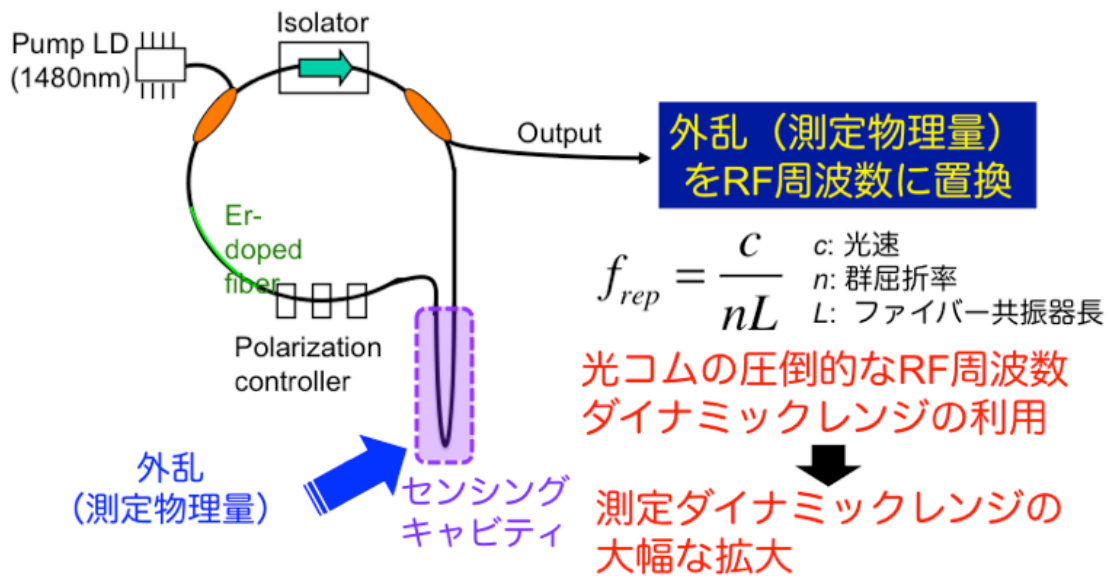 Isolator
Pump LD
(1480nm)
Output
外乱（測定物理量）
をRF周波数に置換
Er-
doped
fiber
f_rep = c / nL
c: 光速
n: 群屈折率
L: ファイバー共振器長
Polarization
controller
光コムの圧倒的なRF周波数
ダイナミックレンジの利用
外乱
（測定物理量）
センシング
キャビティ
測定ダイナミックレンジの
大幅な拡大